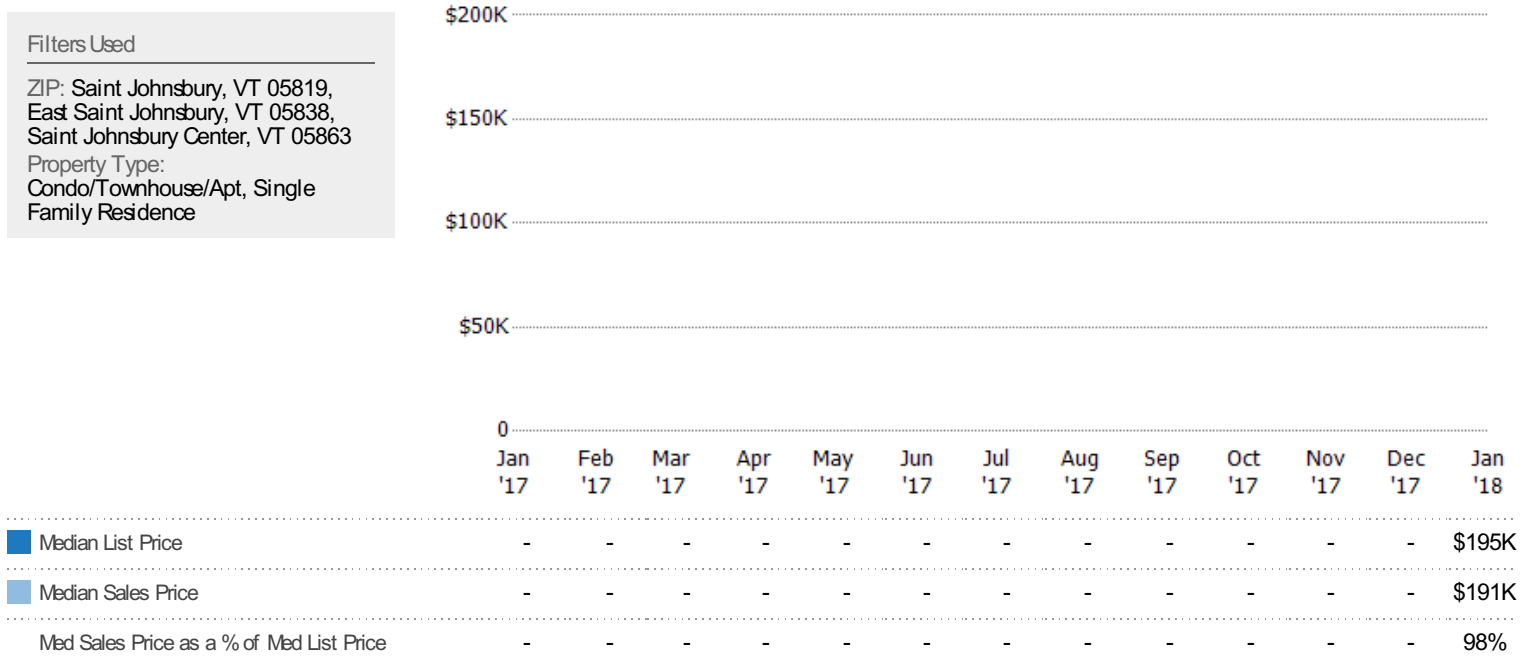 Filters Used
ZIP: Saint Johnsbury, VT 05819,
East Saint Johnsbury, VT 05838,
Saint Johnsbury Center, VT 05863
Property Type:
Condo/Townhouse/Apt, Single
Family Residence
$200K
$150K
$100K
$50K
0
Jan Feb Mar Apr May Jun Jul Aug Sep Oct Nov Dec Jan
'17 '17 '17 '17 '17 '17 '17 '17 '17 '17 '17 '17 '18
Median List Price - - - - - - - - - - - - $195K
Median Sales Price - - - - - - - - - - - - $191K
Med Sales Price as a % of Med List Price - - - - - - - - - - - - 98%